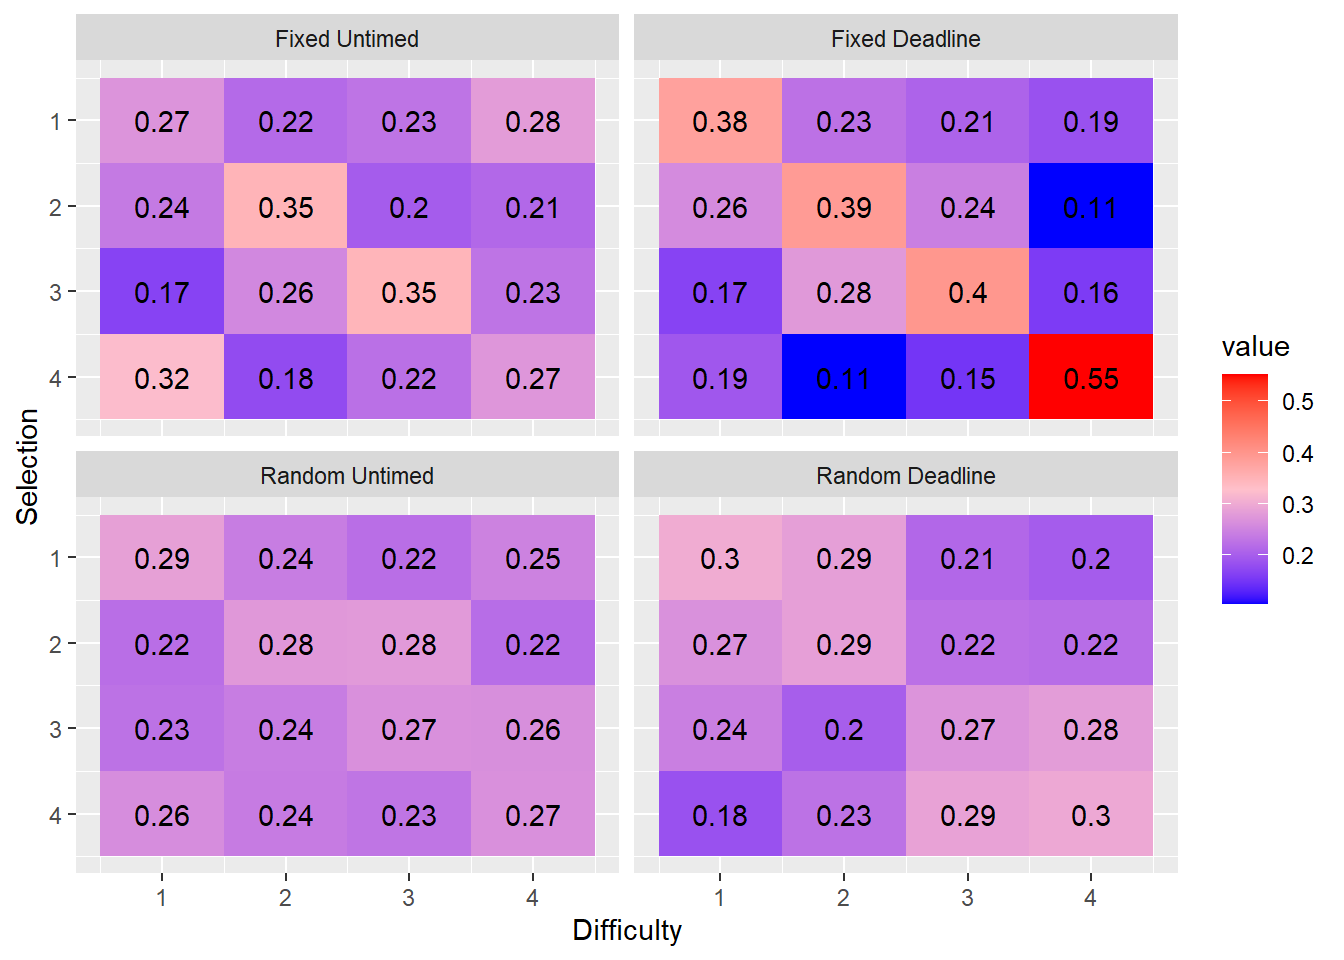 Fixed Untimed Fixed Deadline
1 0.27 0.22 0.23 0.28 0.38 0.23 0.21 0.19
2 0.24 0.35 0.2 0.21 0.26 0.39 0.24 0.11
3 0.17 0.26 0.35 0.23 0.17 0.28 0.4 0.16
4 0.32 0.18 0.22 0.27 0.19 0.11 0.15 0.55
Random Untimed Random Deadline
1 0.29 0.24 0.22 0.25 0.3 0.29 0.21 0.2
2 0.22 0.28 0.28 0.22 0.27 0.29 0.22 0.22
3 0.23 0.24 0.27 0.26 0.24 0.2 0.27 0.28
4 0.26 0.24 0.23 0.27 0.18 0.23 0.29 0.3
1 2 3 4 1 2 3 4
Difficulty
Selection
value
0.5
0.4
0.3
0.2